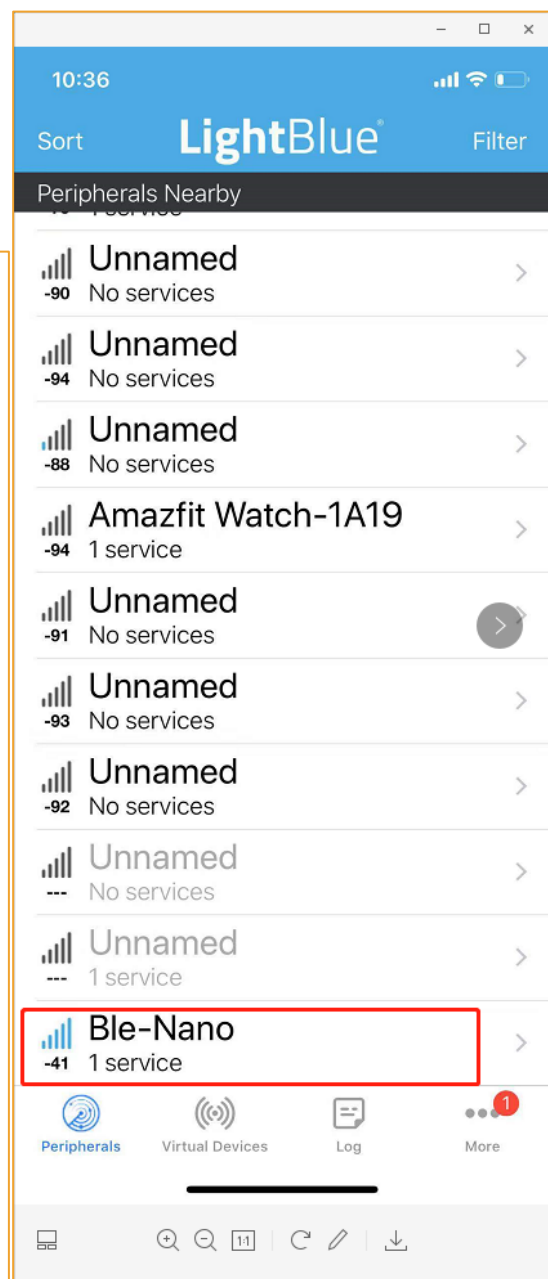 10:36
Sort
LightBlue®
Filter
Peripherals Nearby
1 service
Unnamed
-90 No services
Unnamed
-94 No services
Unnamed
-88 No services
Amazfit Watch-1A19
-94 1 service
Unnamed
-91 No services
Unnamed
-93 No services
Unnamed
-92 No services
Unnamed
--- No services
Unnamed
--- 1 service
Ble-Nano
-41 1 service
1
Peripherals
Virtual Devices
Log
More
1:1